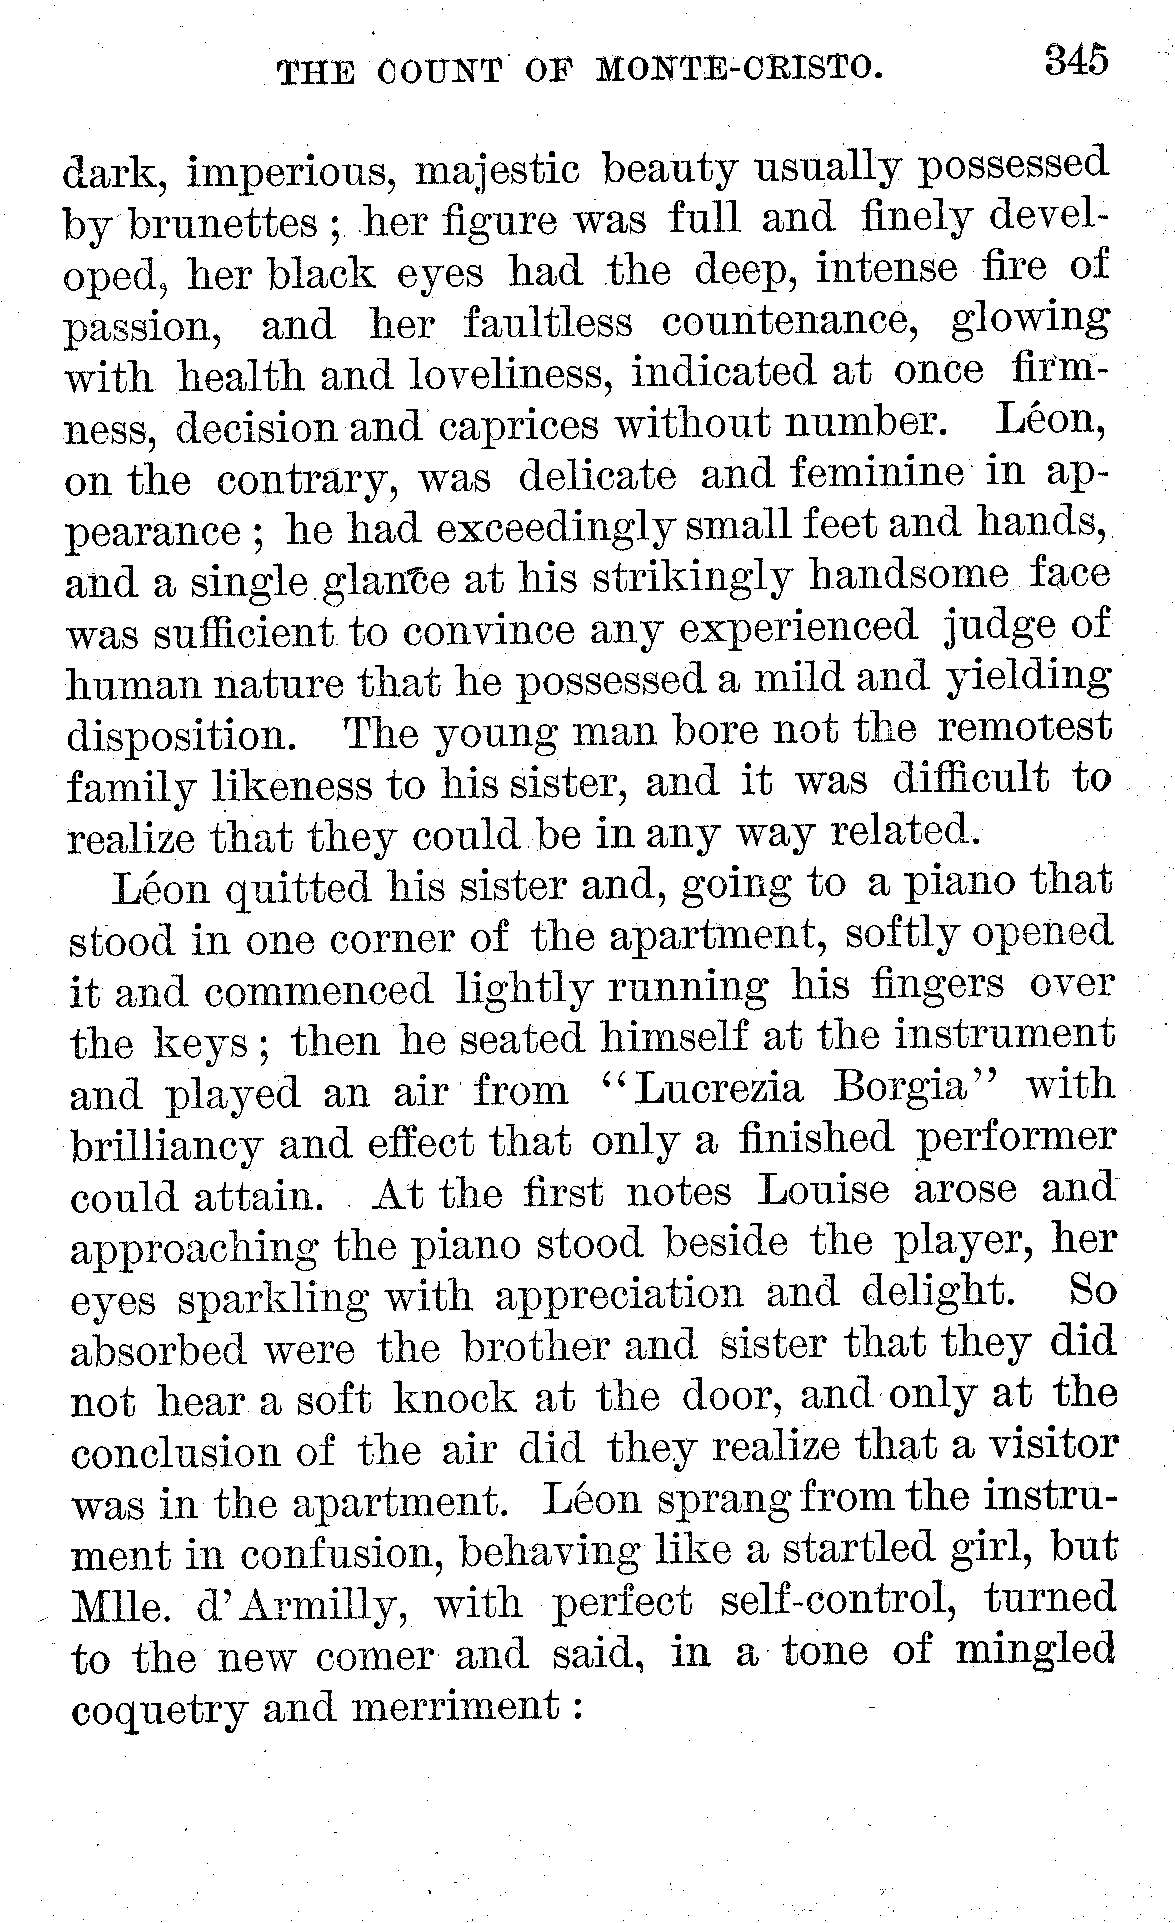 THE COUNT OF MONTE-CRISTO. 345
dark, imperious, majestic beauty usually possessed
by brunettes ; her figure was full and finely devel-
oped, her black eyes had the deep, intense fire of
passion, and her faultless countenance, glowing
with health and loveliness, indicated at once firm-
ness, decision and caprices without number. Léon,
on the contrary, was delicate and feminine in ap-
pearance ; he had exceedingly small feet and hands,
and a single glance at his strikingly handsome face
was sufficient to convince any experienced judge of
human nature that he possessed a mild and yielding
disposition. The young man bore not the remotest
family likeness to his sister, and it was difficult to
realize that they could be in any way related.
Léon quitted his sister and, going to a piano that
stood in one corner of the apartment, softly opened
it and commenced lightly running his fingers over
the keys ; then he seated himself at the instrument
and played an air from “Lucrezia Borgia” with
brilliancy and effect that only a finished performer
could attain. At the first notes Louise arose and
approaching the piano stood beside the player, her
eyes sparkling with appreciation and delight. So
absorbed were the brother and sister that they did
not hear a soft knock at the door, and only at the
conclusion of the air did they realize that a visitor
was in the apartment. Léon sprang from the instru-
ment in confusion, behaving like a startled girl, but
Mlle. d’Armilly, with perfect self-control, turned
to the new comer and said, in a tone of mingled
coquetry and merriment :